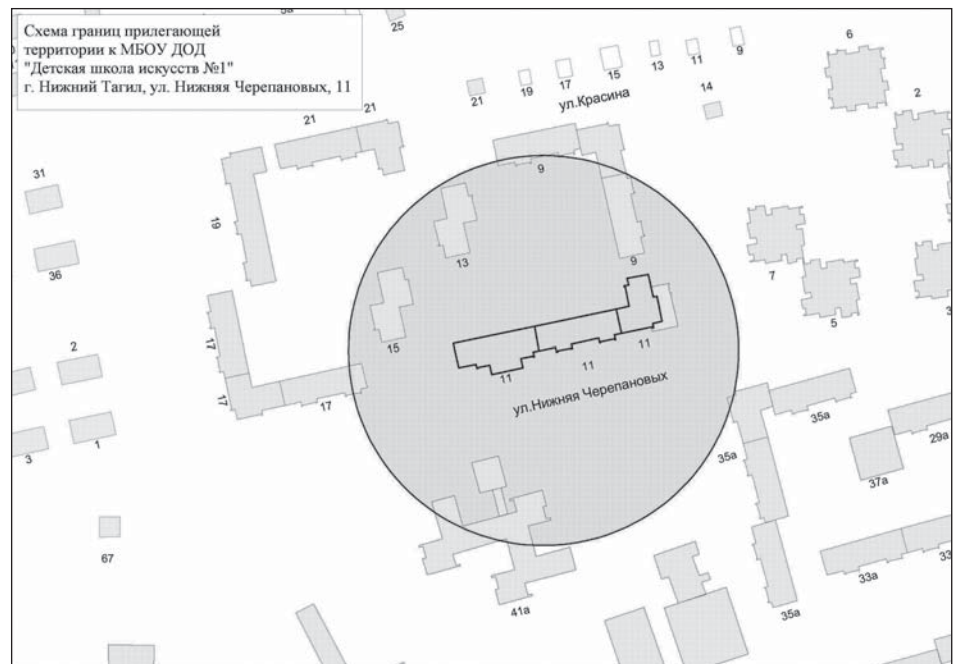 Схема границ прилегающей
территории к МБОУ ДОД
"Детская школа искусств №1"
г. Нижний Тагил, ул. Нижняя Черепановых, 11
25
21
21
21
19
17
15
13
11
9
6
ул.Красина
14
2
31
19
9
13
9
36
7
5
15
2
17
17
17
11
11
11
11
ул.Нижняя Черепановых
1
3
35а
35а
29а
37а
67
41а
33а
33
35а